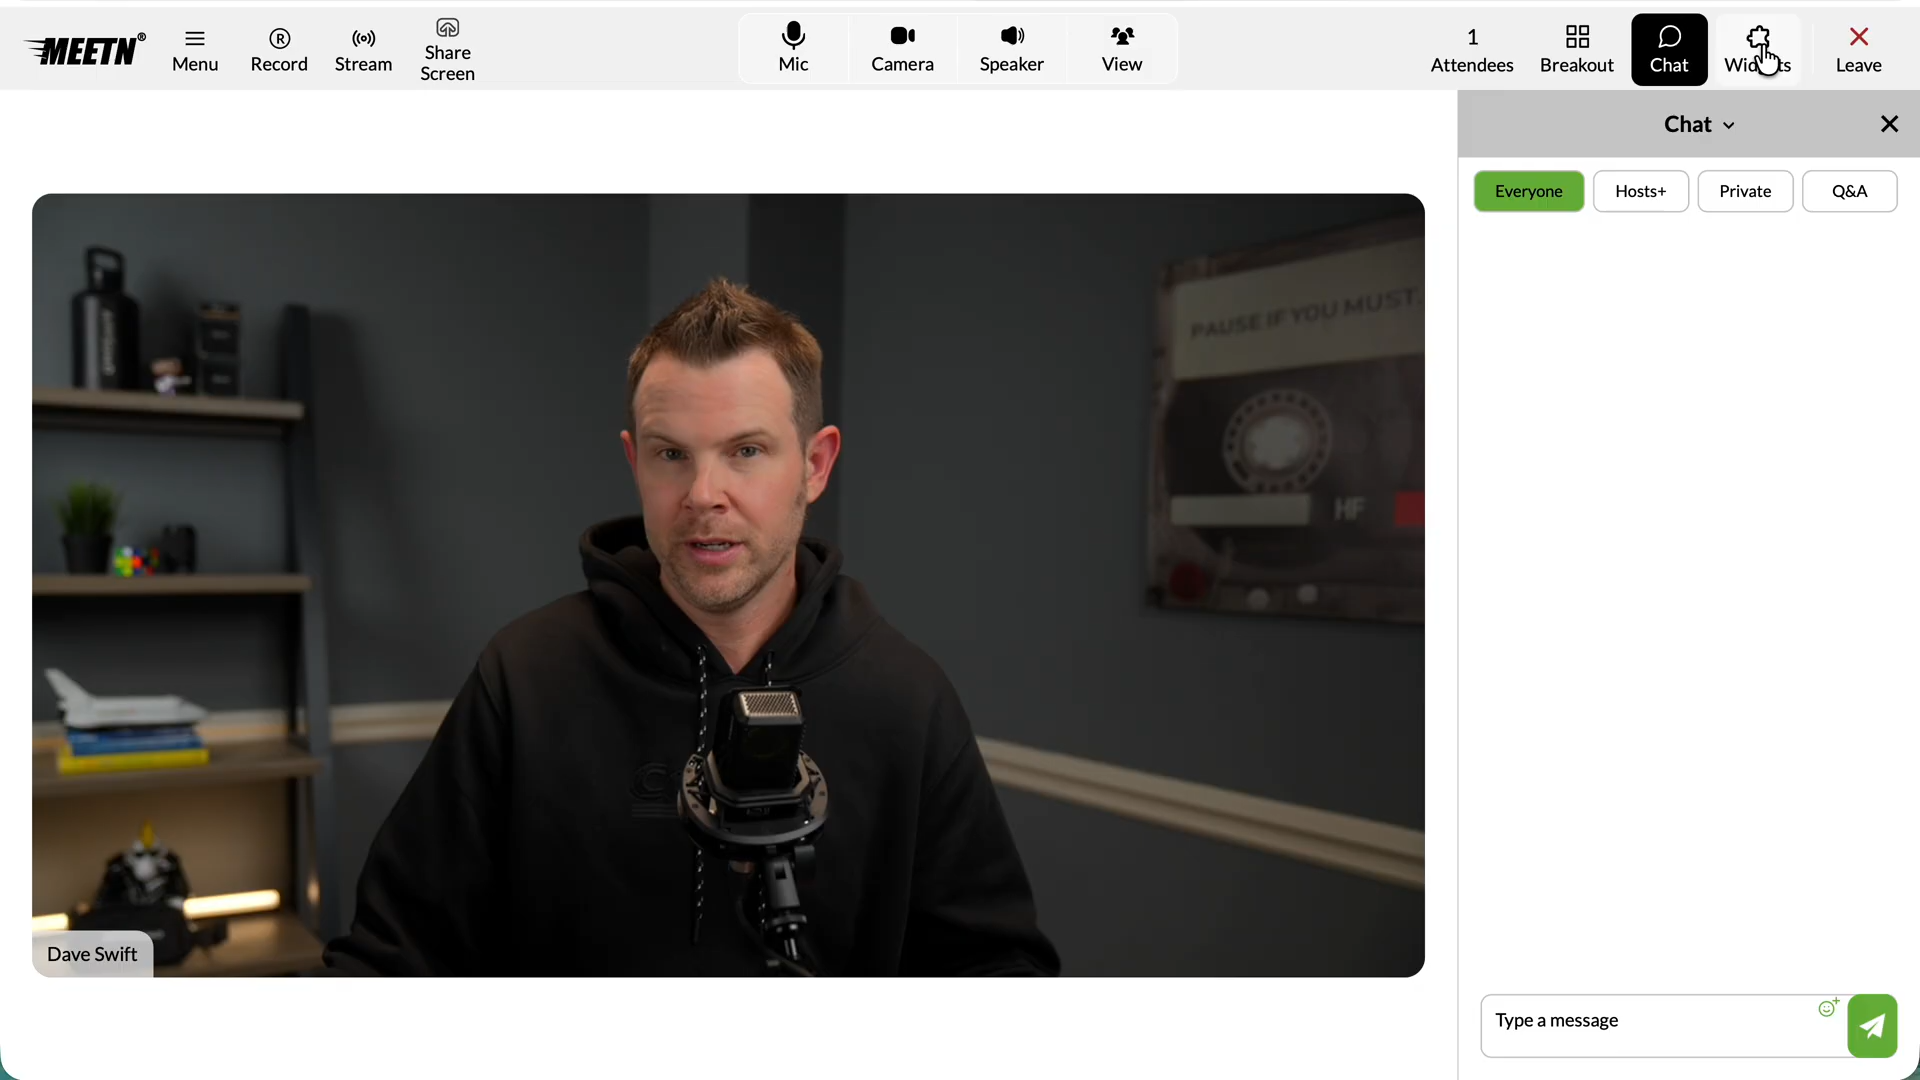 MEETN®
Menu
Record
Stream
Share
Screen
Mic
Camera
Speaker
View
1
Attendees
Breakout
Chat
Leave
Chat
Everyone
Hosts+
Private
Q&A
PAUSE IF YOU MUST
HF
Dave Swift
Type a message